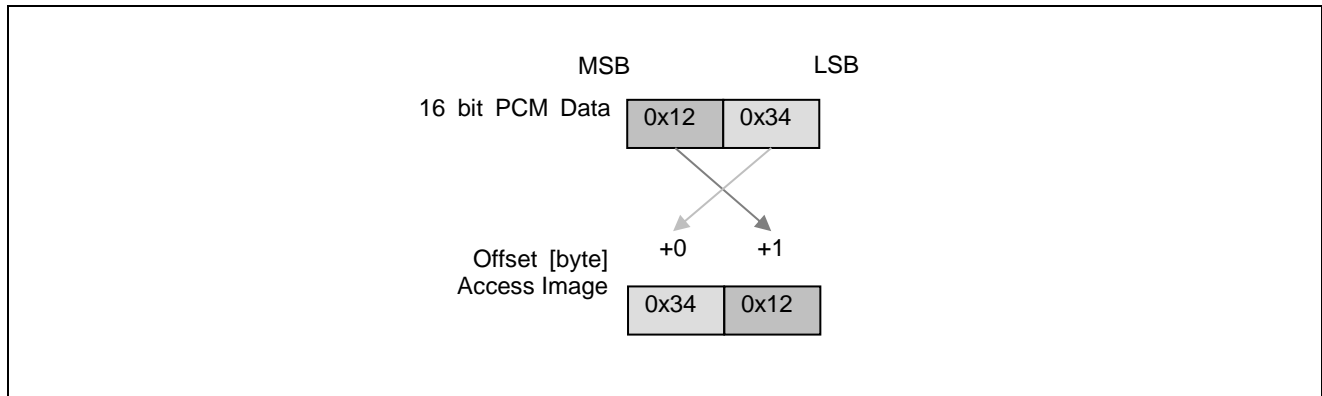 MSB LSB
16 bit PCM Data 0x12 0x34
Offset [byte] +0 +1
Access Image
0x34 0x12